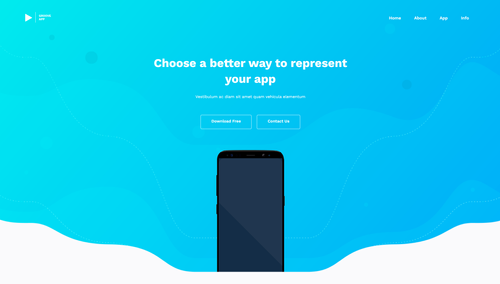 Home About App Info
Choose a better way to represent
your app
Vestibulum ac diam sit amet quam vehicula elementum
Download Free Contact Us